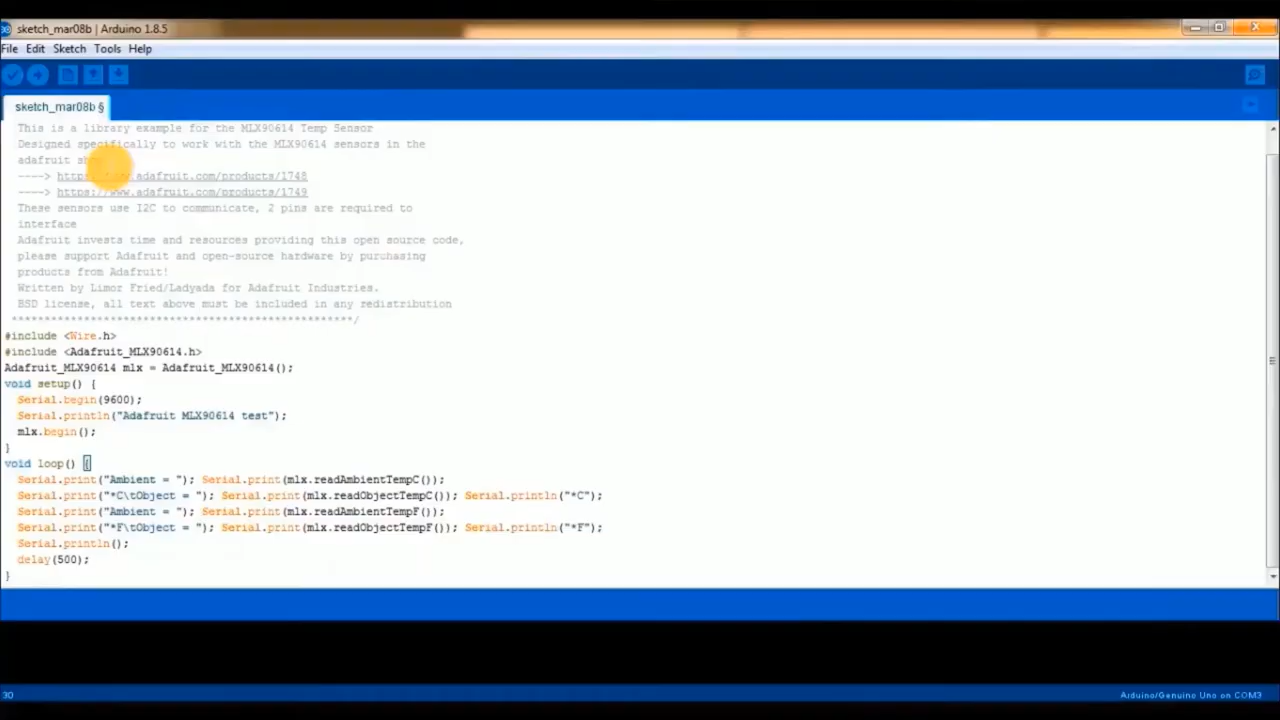 sketch_mar08b | Arduino 1.8.5
File Edit Sketch Tools Help
sketch_mar08b §
This is a library example for the MLX90614 Temp Sensor
Designed specifically to work with the MLX90614 sensors in the
adafruit
----> https://www.adafruit.com/products/1748
----> https://www.adafruit.com/products/1749
These sensors use I2C to communicate, 2 pins are required to
interface
Adafruit invests time and resources providing this open source code,
please support Adafruit and open-source hardware by purchasing
products from Adafruit!
Written by Limor Fried/Ladyada for Adafruit Industries.
BSD license, all text above must be included in any redistribution
****************************************************/
#include <Wire.h>
#include <Adafruit_MLX90614.h>
Adafruit_MLX90614 mlx = Adafruit_MLX90614();
void setup() {
Serial.begin(9600);
Serial.println("Adafruit MLX90614 test");
mlx.begin();
}
void loop() {
Serial.print("Ambient = "); Serial.print(mlx.readAmbientTempC());
Serial.print("*C\tObject = "); Serial.print(mlx.readObjectTempC()); Serial.println("*C");
Serial.print("Ambient = "); Serial.print(mlx.readAmbientTempF());
Serial.print("*F\tObject = "); Serial.print(mlx.readObjectTempF()); Serial.println("*F");
Serial.println();
delay(500);
}
30 Arduino/Genuino Uno on COM3